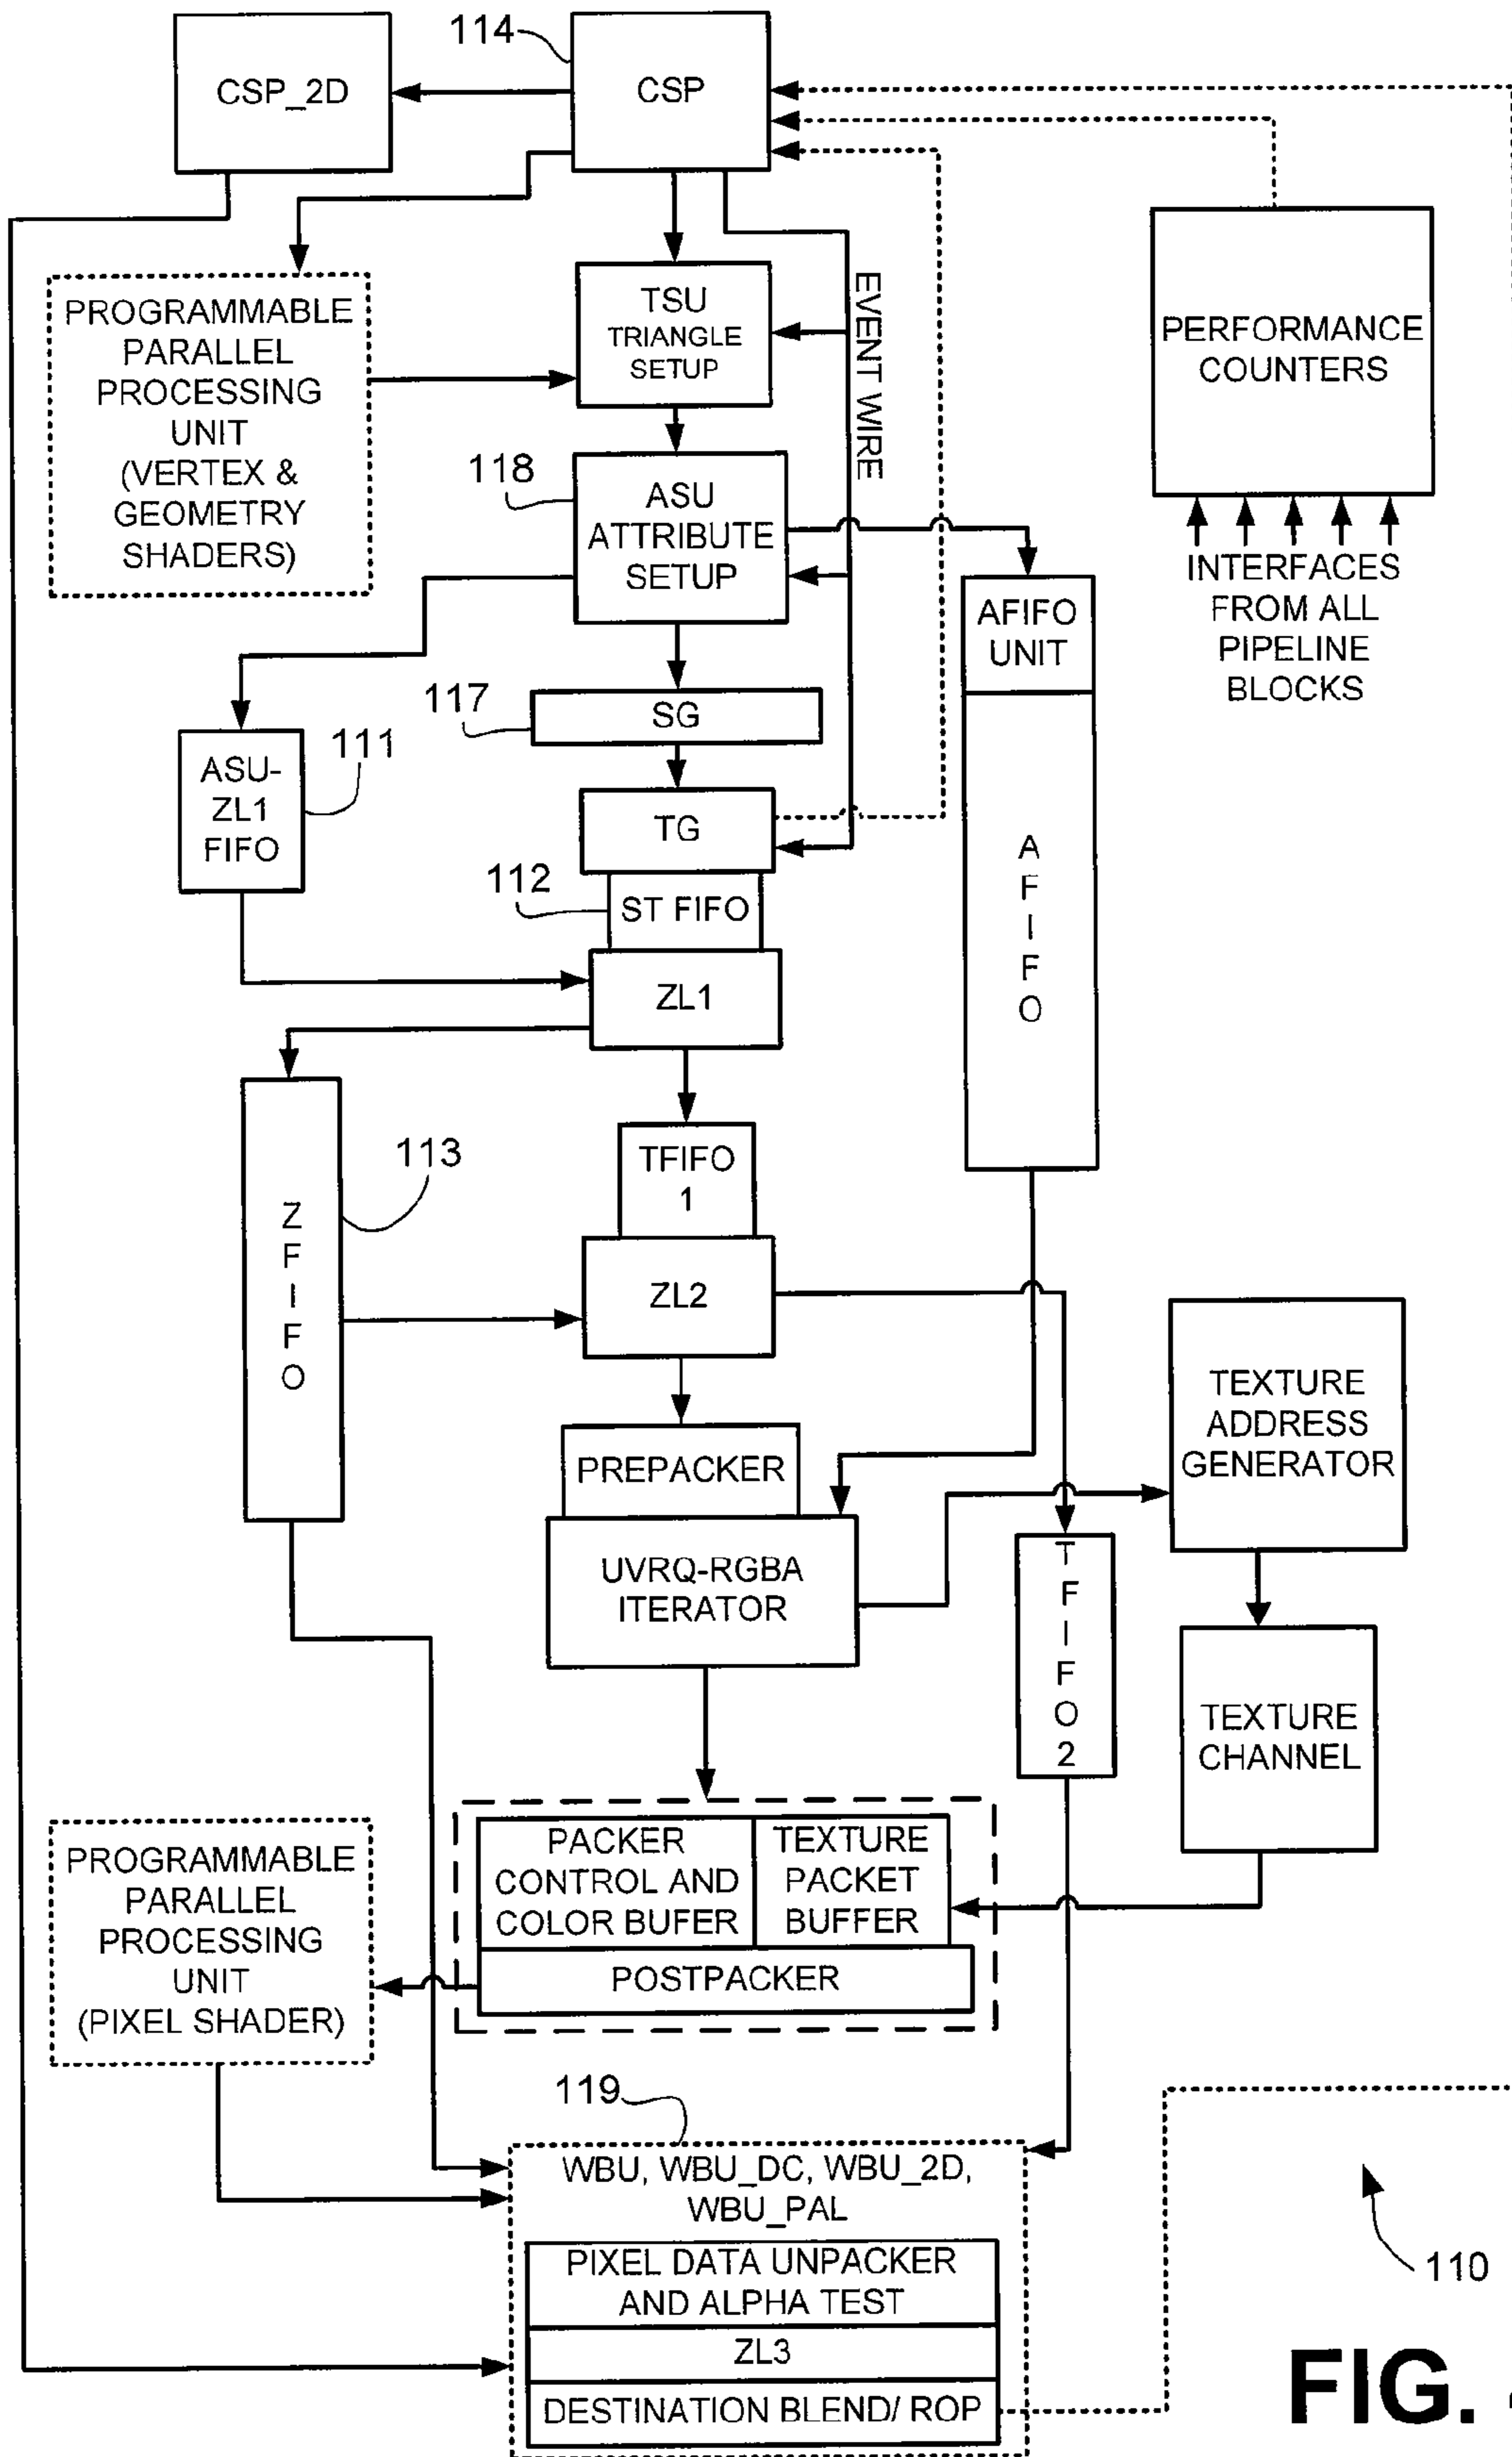 114
CSP_2D
CSP
PROGRAMMABLE
PARALLEL
PROCESSING
UNIT
(VERTEX &
GEOMETRY
SHADERS)
TSU
TRIANGLE
SETUP
EVENT WIRE
PERFORMANCE
COUNTERS
INTERFACES
FROM ALL
PIPELINE
BLOCKS
118
ASU
ATTRIBUTE
SETUP
AFIFO
UNIT
AFIFO
117
SG
111
ASU-
ZL1
FIFO
TG
112
ST FIFO
ZL1
113
ZFIFO
TFIFO
1
ZL2
PREPACKER
UVRQ-RGBA
ITERATOR
TEXTURE
ADDRESS
GENERATOR
TFIFO2
TEXTURE
CHANNEL
PACKER
CONTROL AND
COLOR BUFER
TEXTURE
PACKET
BUFFER
POSTPACKER
PROGRAMMABLE
PARALLEL
PROCESSING
UNIT
(PIXEL SHADER)
119
WBU, WBU_DC, WBU_2D,
WBU_PAL
PIXEL DATA UNPACKER
AND ALPHA TEST
ZL3
DESTINATION BLEND/ ROP
110
FIG.